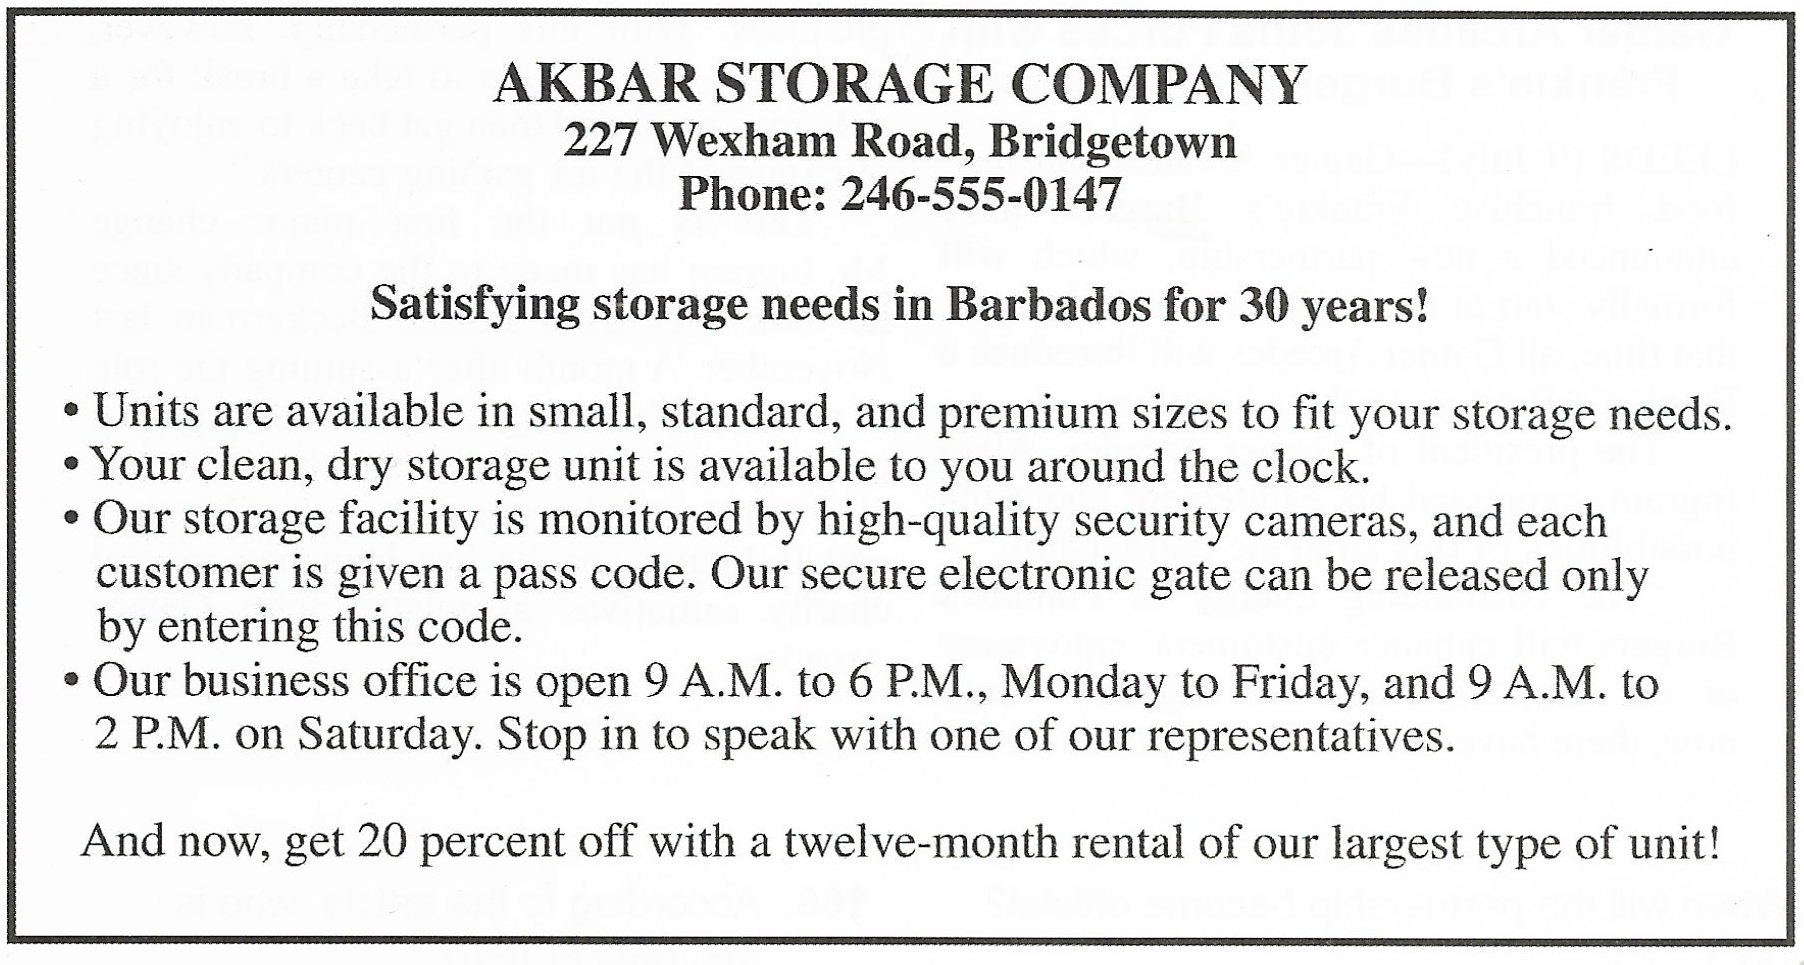 AKBAR STORAGE COMPANY
227 Wexham Road, Bridgetown
Phone: 246-555-0147
Satisfying storage needs in Barbados for 30 years!
• Units are available in small, standard, and premium sizes to fit your storage needs.
• Your clean, dry storage unit is available to you around the clock.
• Our storage facility is monitored by high-quality security cameras, and each
customer is given a pass code. Our secure electronic gate can be released only
by entering this code.
• Our business office is open 9 A.M. to 6 P.M., Monday to Friday, and 9 A.M. to
2 P.M. on Saturday. Stop in to speak with one of our representatives.
And now, get 20 percent off with a twelve-month rental of our largest type of unit!